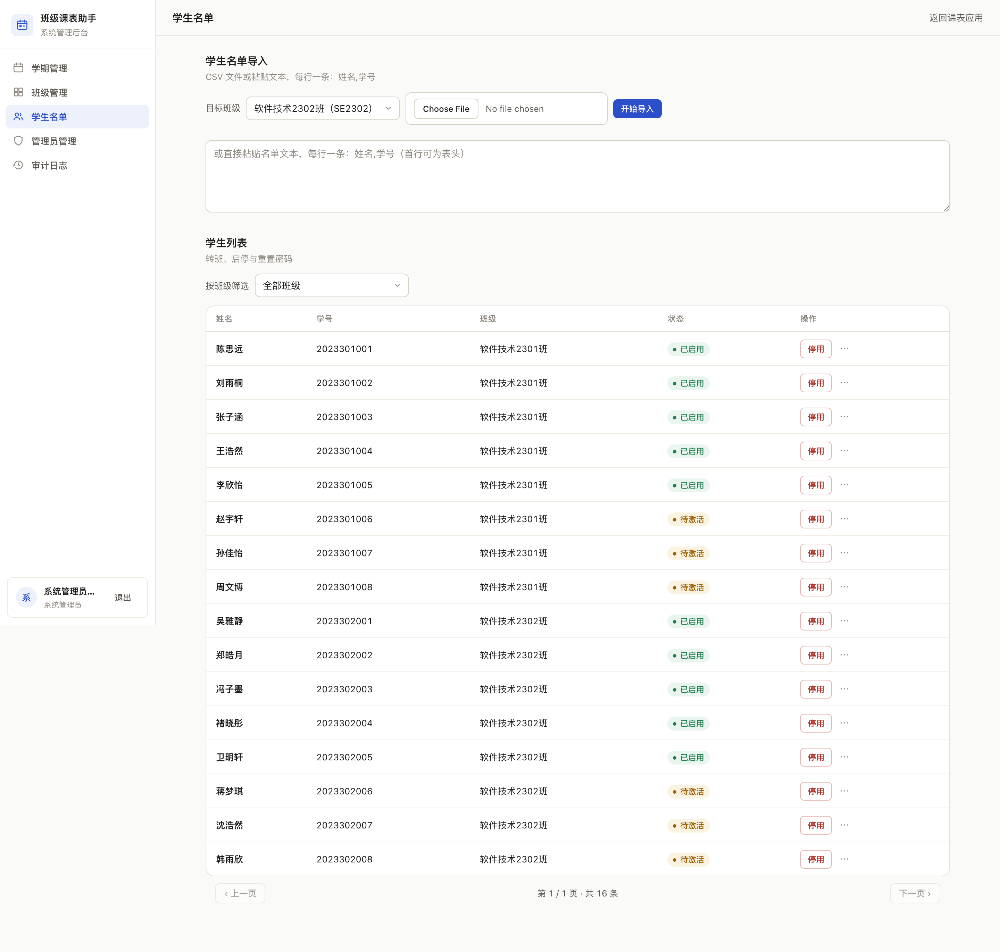 班级课表助手
系统管理后台
学期管理
班级管理
学生名单
管理员管理
审计日志
系
系统管理员...
系统管理员
退出
学生名单
返回课表应用
学生名单导入
CSV 文件或粘贴文本，每行一条：姓名,学号
目标班级 软件技术2302班（SE2302） Choose File No file chosen 开始导入
或直接粘贴名单文本，每行一条：姓名,学号（首行可为表头）
学生列表
转班、启停与重置密码
按班级筛选 全部班级
姓名 学号 班级 状态 操作
陈思远 2023301001 软件技术2301班 已启用 停用 ···
刘雨桐 2023301002 软件技术2301班 已启用 停用 ···
张子涵 2023301003 软件技术2301班 已启用 停用 ···
王浩然 2023301004 软件技术2301班 已启用 停用 ···
李欣怡 2023301005 软件技术2301班 已启用 停用 ···
赵宇轩 2023301006 软件技术2301班 待激活 停用 ···
孙佳怡 2023301007 软件技术2301班 待激活 停用 ···
周文博 2023301008 软件技术2301班 待激活 停用 ···
吴雅静 2023302001 软件技术2302班 已启用 停用 ···
郑皓月 2023302002 软件技术2302班 已启用 停用 ···
冯子墨 2023302003 软件技术2302班 已启用 停用 ···
褚晓彤 2023302004 软件技术2302班 已启用 停用 ···
卫明轩 2023302005 软件技术2302班 已启用 停用 ···
蒋梦琪 2023302006 软件技术2302班 待激活 停用 ···
沈浩然 2023302007 软件技术2302班 待激活 停用 ···
韩雨欣 2023302008 软件技术2302班 待激活 停用 ···
‹ 上一页 第 1 / 1 页 · 共 16 条 下一页 ›